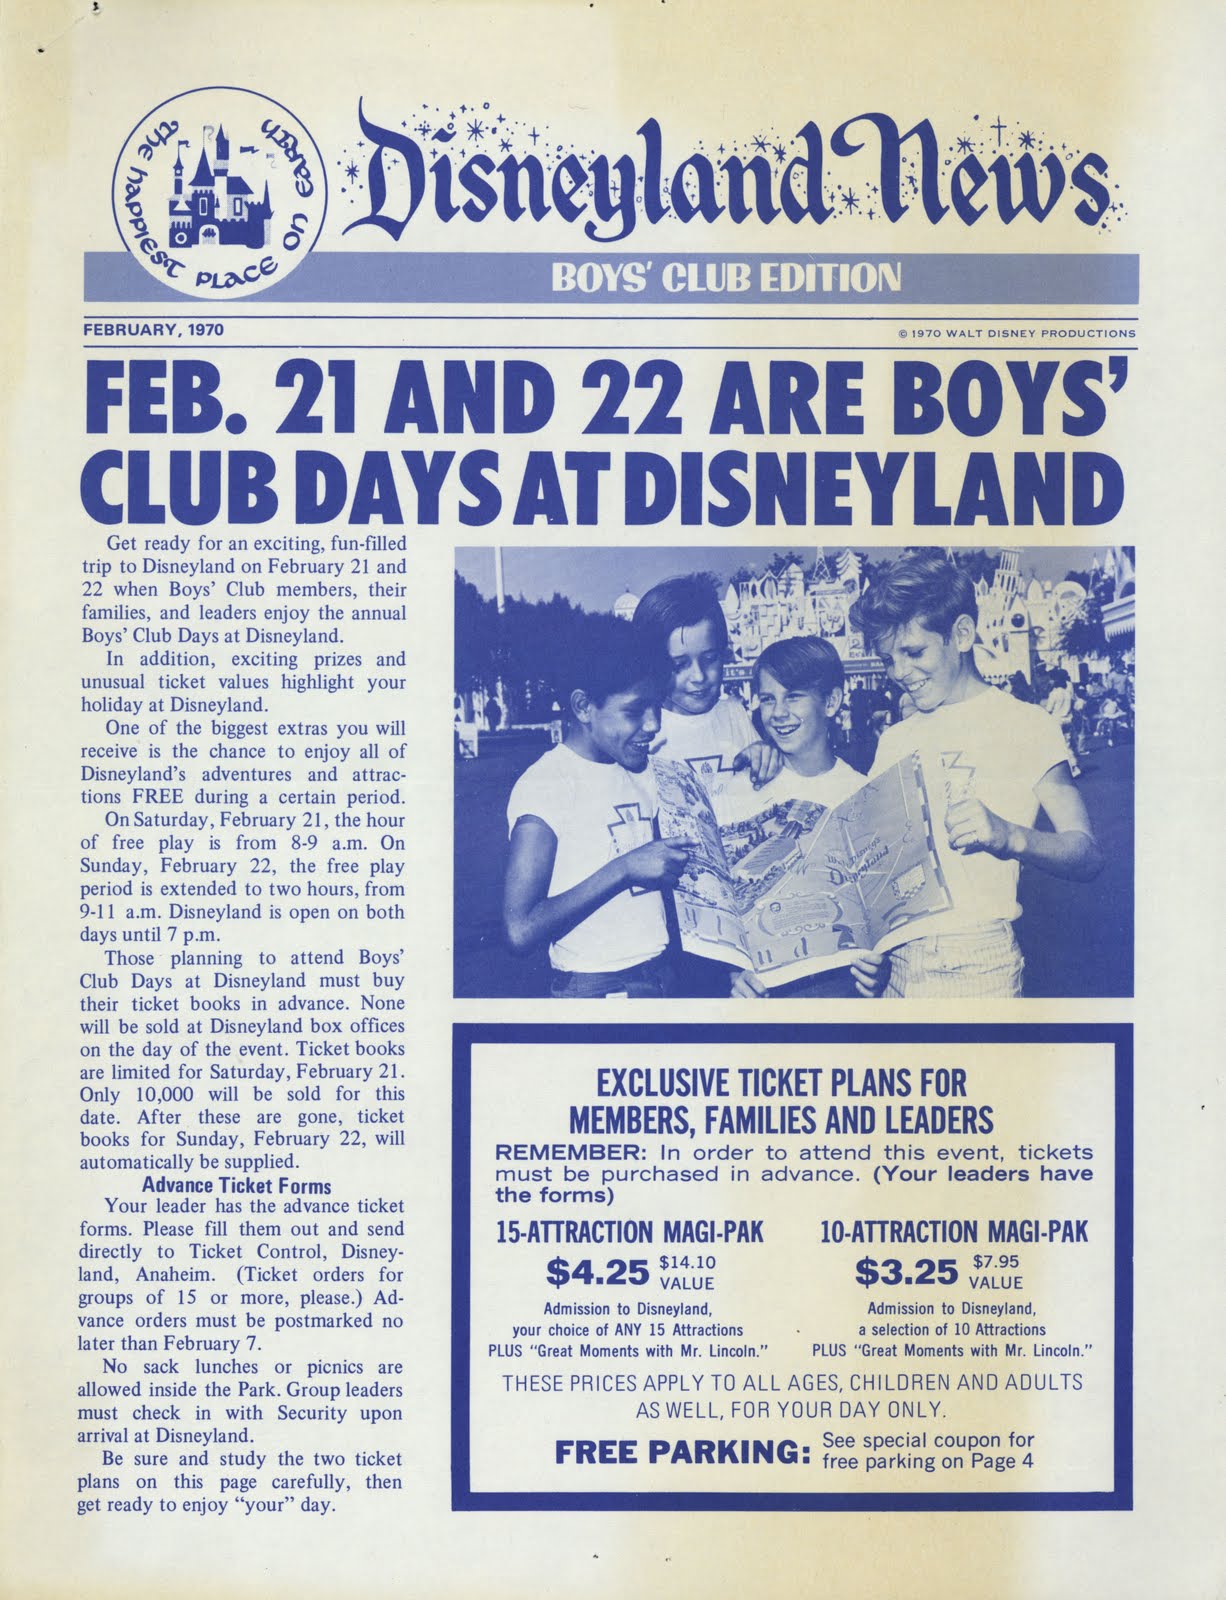 The happiest place on earth
Disneyland News
BOYS' CLUB EDITION
FEBRUARY, 1970
© 1970 WALT DISNEY PRODUCTIONS
FEB. 21 AND 22 ARE BOYS'
CLUB DAYS AT DISNEYLAND
Get ready for an exciting, fun-filled
trip to Disneyland on February 21 and
22 when Boys' Club members, their
families, and leaders enjoy the annual
Boys' Club Days at Disneyland.
In addition, exciting prizes and
unusual ticket values highlight your
holiday at Disneyland.
One of the biggest extras you will
receive is the chance to enjoy all of
Disneyland's adventures and attrac-
tions FREE during a certain period.
On Saturday, February 21, the hour
of free play is from 8-9 a.m. On
Sunday, February 22, the free play
period is extended to two hours, from
9-11 a.m. Disneyland is open on both
days until 7 p.m.
Those planning to attend Boys'
Club Days at Disneyland must buy
their ticket books in advance. None
will be sold at Disneyland box offices
on the day of the event. Ticket books
are limited for Saturday, February 21.
Only 10,000 will be sold for this
date. After these are gone, ticket
books for Sunday, February 22, will
automatically be supplied.
Advance Ticket Forms
Your leader has the advance ticket
forms. Please fill them out and send
directly to Ticket Control, Disney-
land, Anaheim. (Ticket orders for
groups of 15 or more, please.) Ad-
vance orders must be postmarked no
later than February 7.
No sack lunches or picnics are
allowed inside the Park. Group leaders
must check in with Security upon
arrival at Disneyland.
Be sure and study the two ticket
plans on this page carefully, then
get ready to enjoy "your" day.
it's
Disneyland
EXCLUSIVE TICKET PLANS FOR
MEMBERS, FAMILIES AND LEADERS
REMEMBER: In order to attend this event, tickets
must be purchased in advance. (Your leaders have
the forms)
15-ATTRACTION MAGI-PAK
$4.25 $14.10
VALUE
Admission to Disneyland,
your choice of ANY 15 Attractions
PLUS "Great Moments with Mr. Lincoln."
10-ATTRACTION MAGI-PAK
$3.25 $7.95
VALUE
Admission to Disneyland,
a selection of 10 Attractions
PLUS "Great Moments with Mr. Lincoln."
THESE PRICES APPLY TO ALL AGES, CHILDREN AND ADULTS
AS WELL, FOR YOUR DAY ONLY.
FREE PARKING: See special coupon for
free parking on Page 4